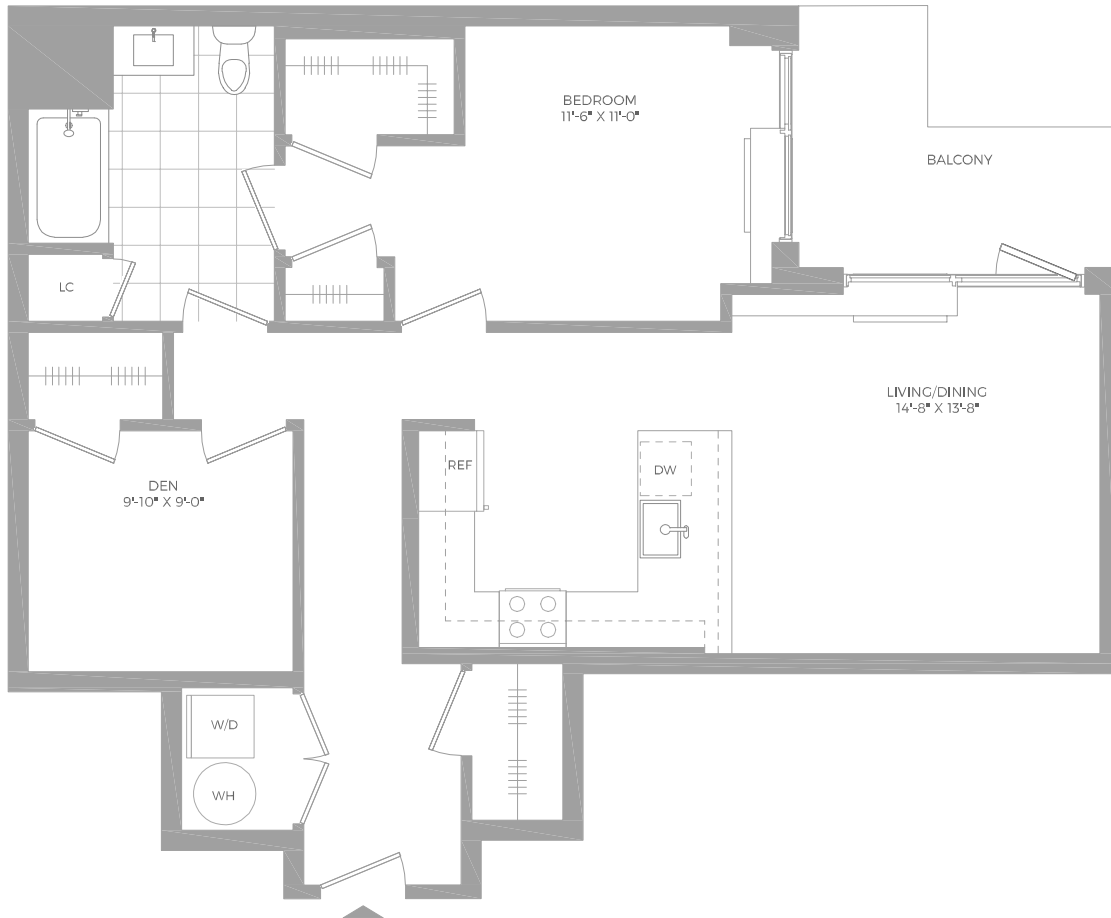 BEDROOM
11'-6" X 11'-0"
BALCONY
LC
LIVING/DINING
14'-8" X 13'-8"
REF
DW
DEN
9'-10" X 9'-0"
W/D
WH